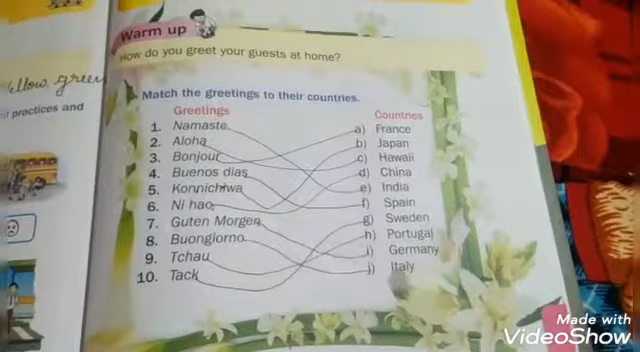 Warm up
How do you greet your guests at home?
Match the greetings to their countries.
Greetings
Countries
1. Namaste
a) France
2. Aloha
b) Japan
3. Bonjour
c) Hawaii
4. Buenos dias
d) China
5. Konnichiwa
e) India
6. Ni hao
f) Spain
7. Guten Morgen
g) Sweden
8. Buongiorno
h) Portugal
9. Tchau
i) Germany
10. Tack
j) Italy
practices and
Made with
VideoShow